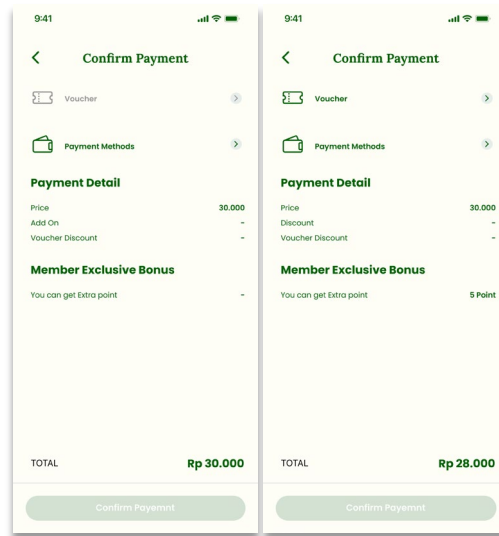 9:41
Confirm Payment
Voucher
Payment Methods
Payment Detail
Price 30.000
Add On -
Voucher Discount -
Member Exclusive Bonus
You can get Extra point -
TOTAL Rp 30.000
Confirm Payemnt
9:41
Confirm Payment
Voucher
Payment Methods
Payment Detail
Price 30.000
Discount -
Voucher Discount -
Member Exclusive Bonus
You can get Extra point 5 Point
TOTAL Rp 28.000
Confirm Payemnt